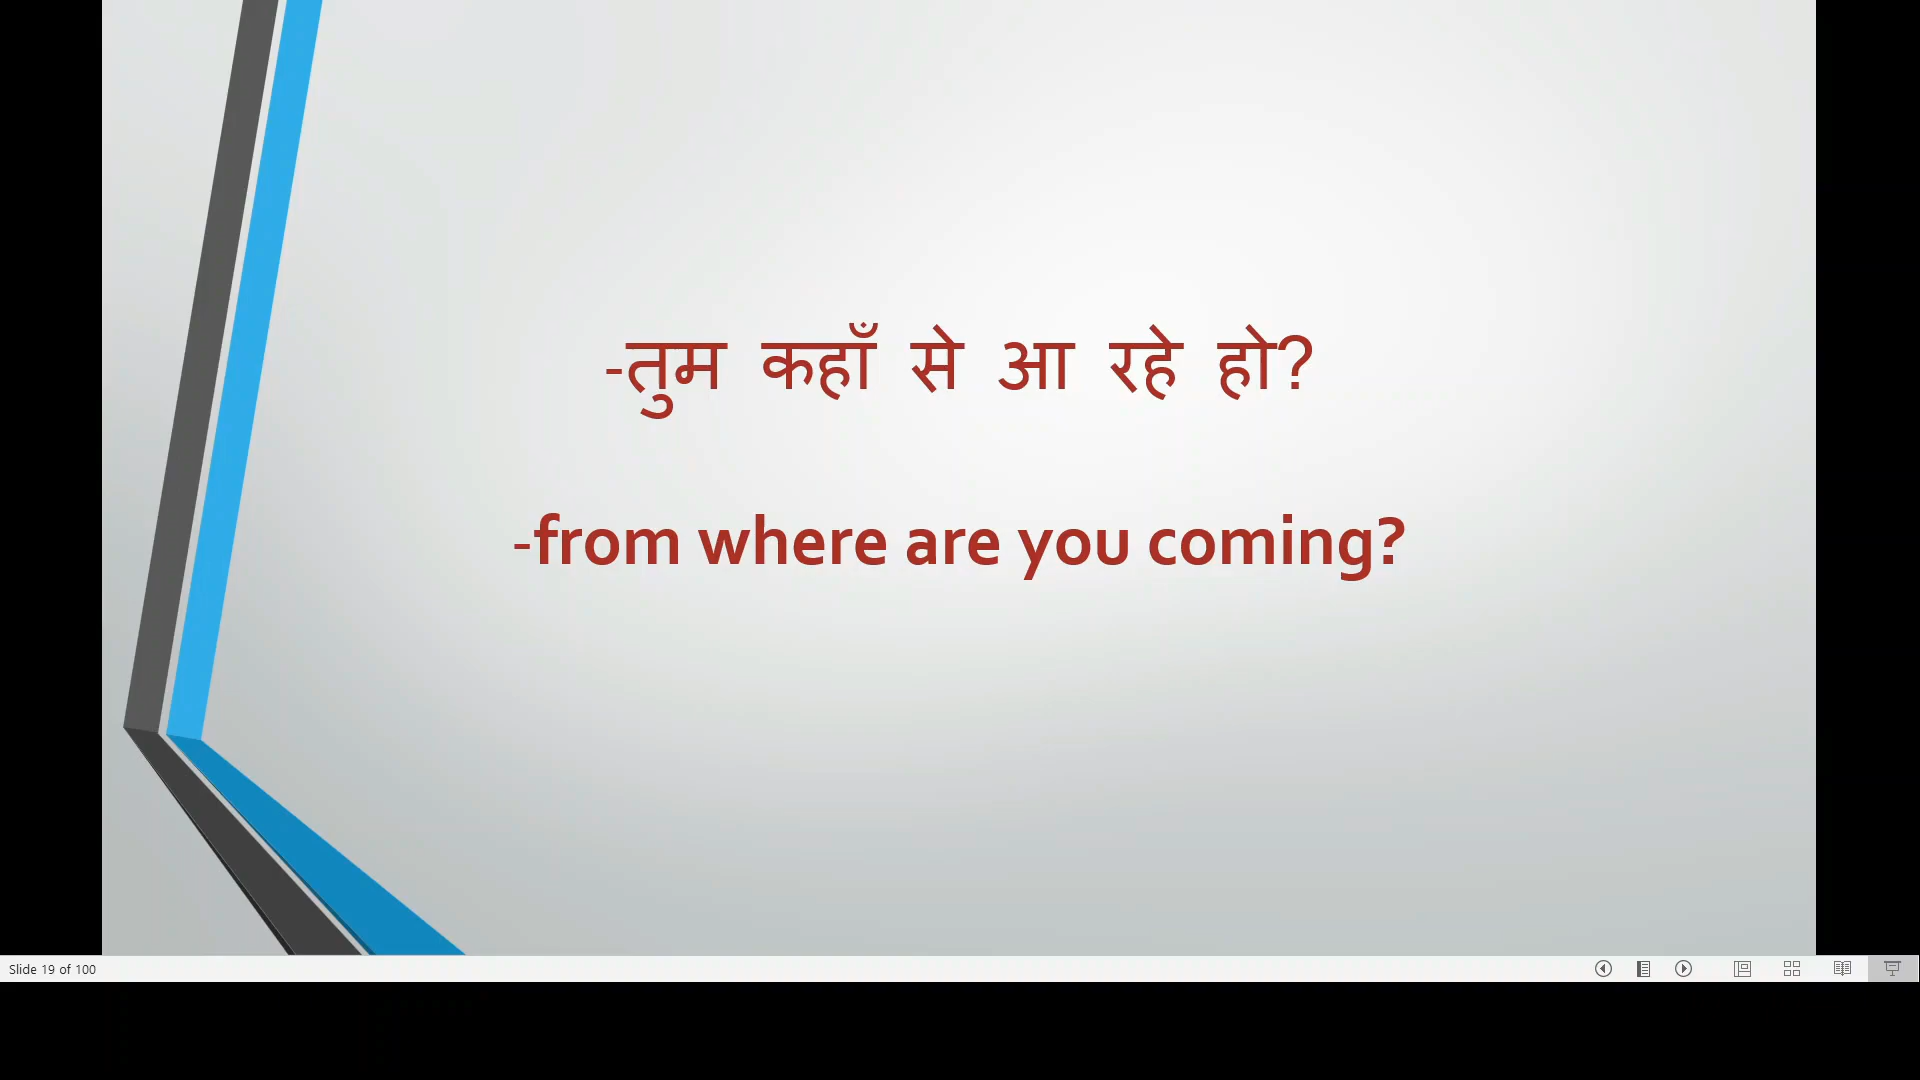 -तुम कहाँ से आ रहे हो?
-from where are you coming?
Slide 19 of 100